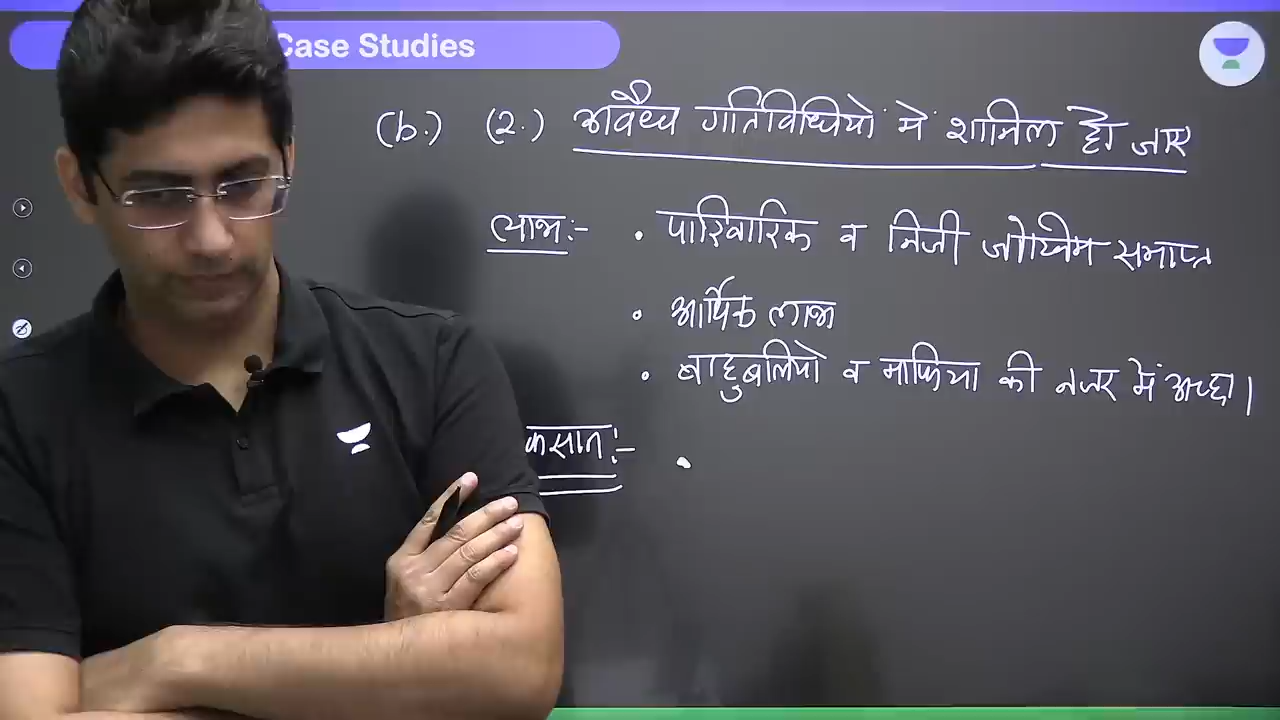 Case Studies
(b.) (2.) अवैध्य गतिविधियों में शामिल हो जाए
लाभ:- • पारिवारिक व निजी जोखिम समाप्त
• आर्थिक लाभ
• बाहुबलियो व माफिया की नजर में अच्छा।
कसान:- •